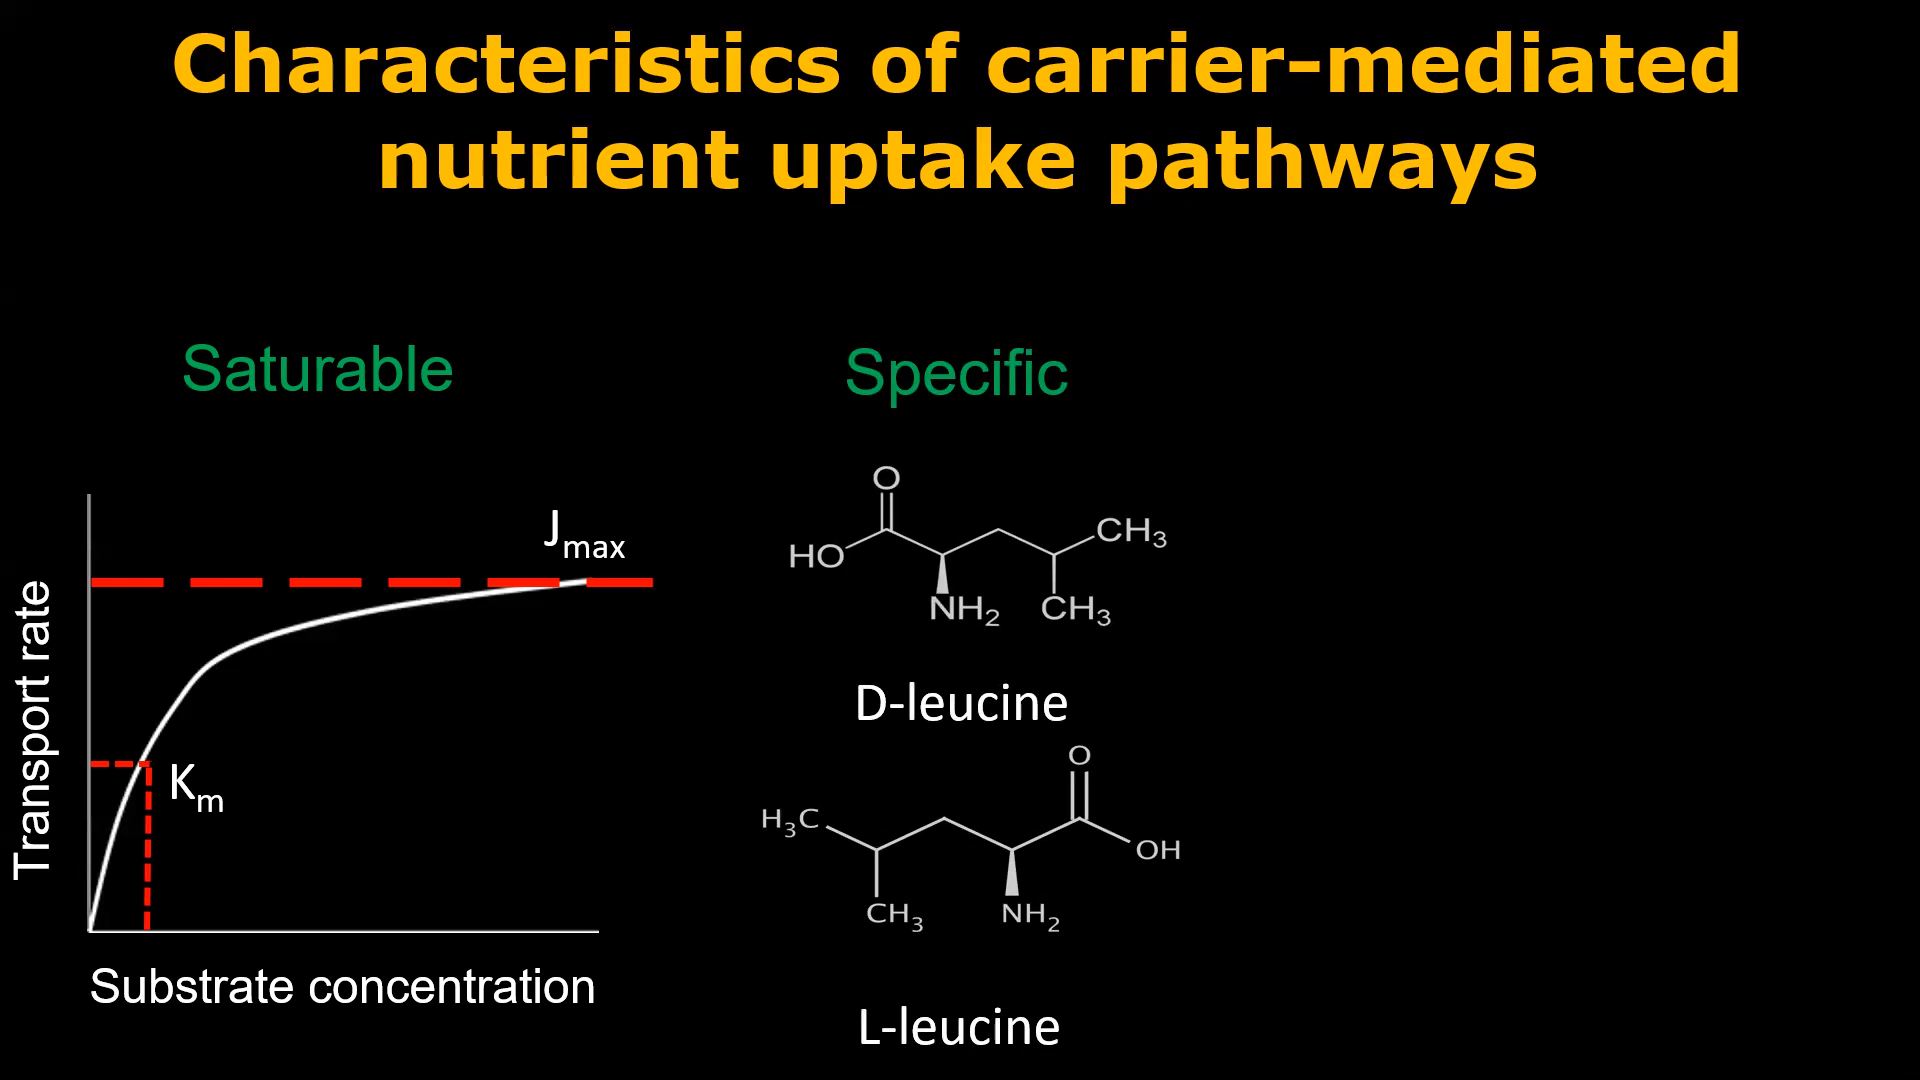 Characteristics of carrier-mediated
nutrient uptake pathways
Saturable
Transport rate
Jmax
Km
Substrate concentration
Specific
O
HO
CH3
NH2
CH3
D-leucine
O
H3C
OH
CH3
NH2
L-leucine